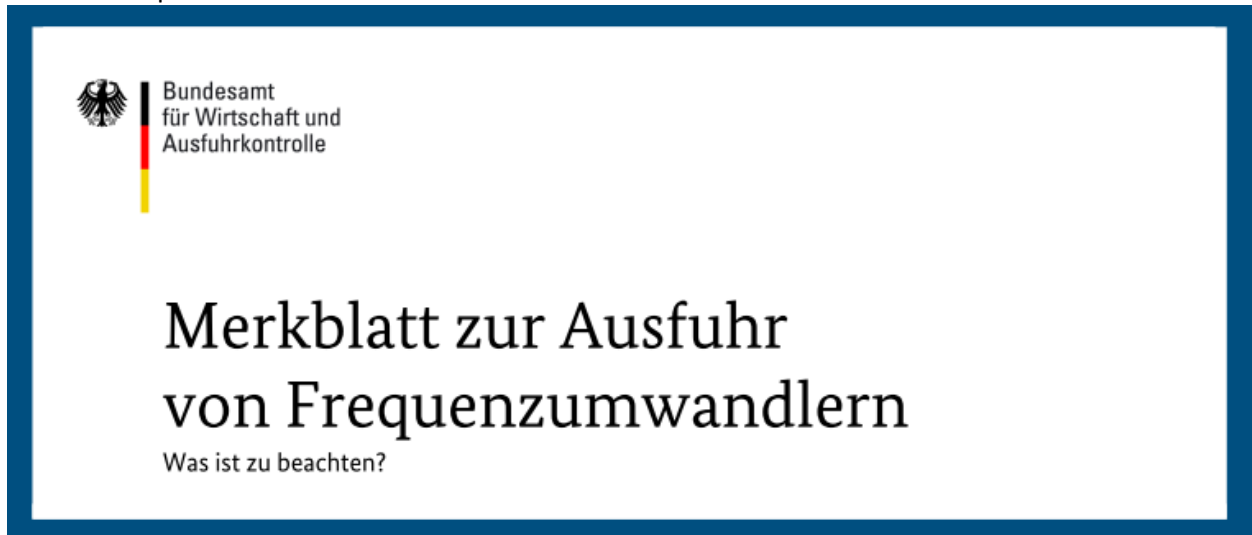 Bundesamt
für Wirtschaft und
Ausfuhrkontrolle
Merkblatt zur Ausfuhr
von Frequenzumwandlern
Was ist zu beachten?